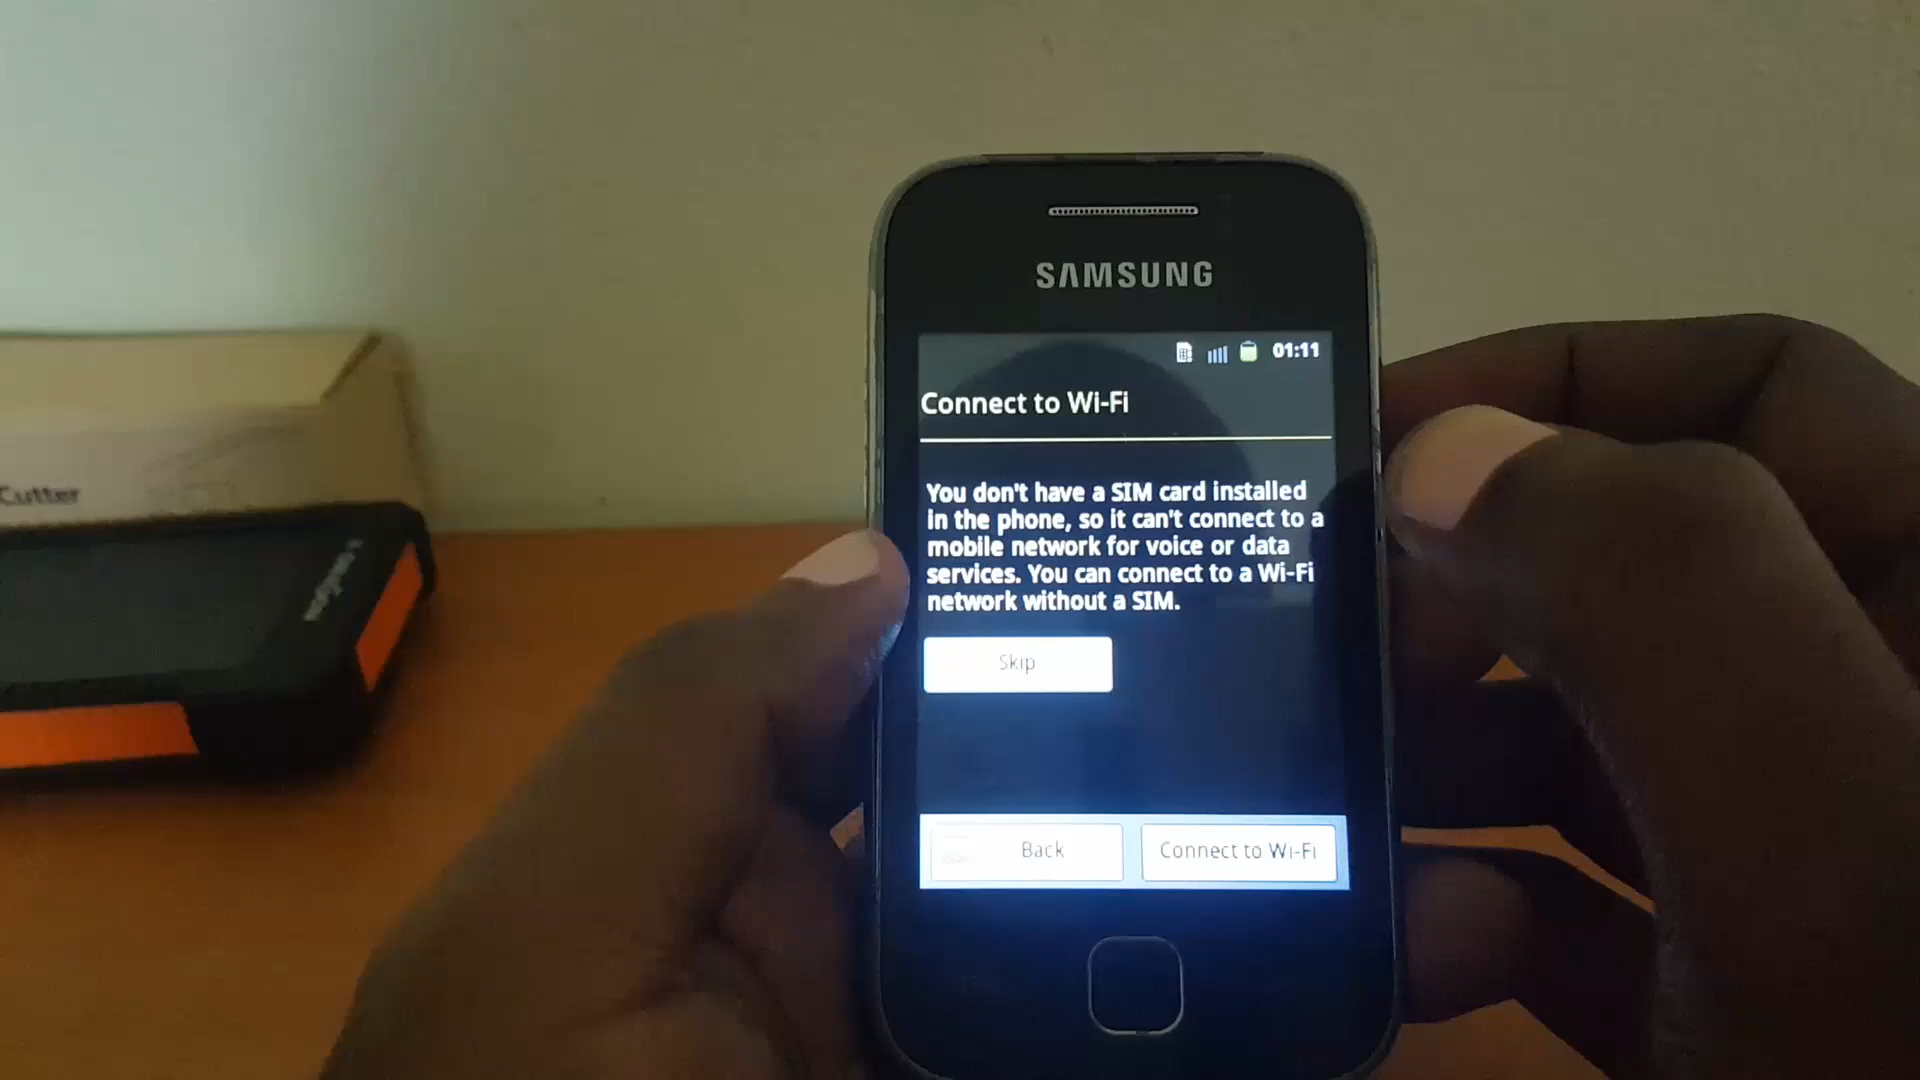 SAMSUNG
01:11
Connect to Wi-Fi
You don't have a SIM card installed
in the phone, so it can't connect to a
mobile network for voice or data
services. You can connect to a Wi-Fi
network without a SIM.
Skip
Back
Connect to Wi-Fi
Cutter